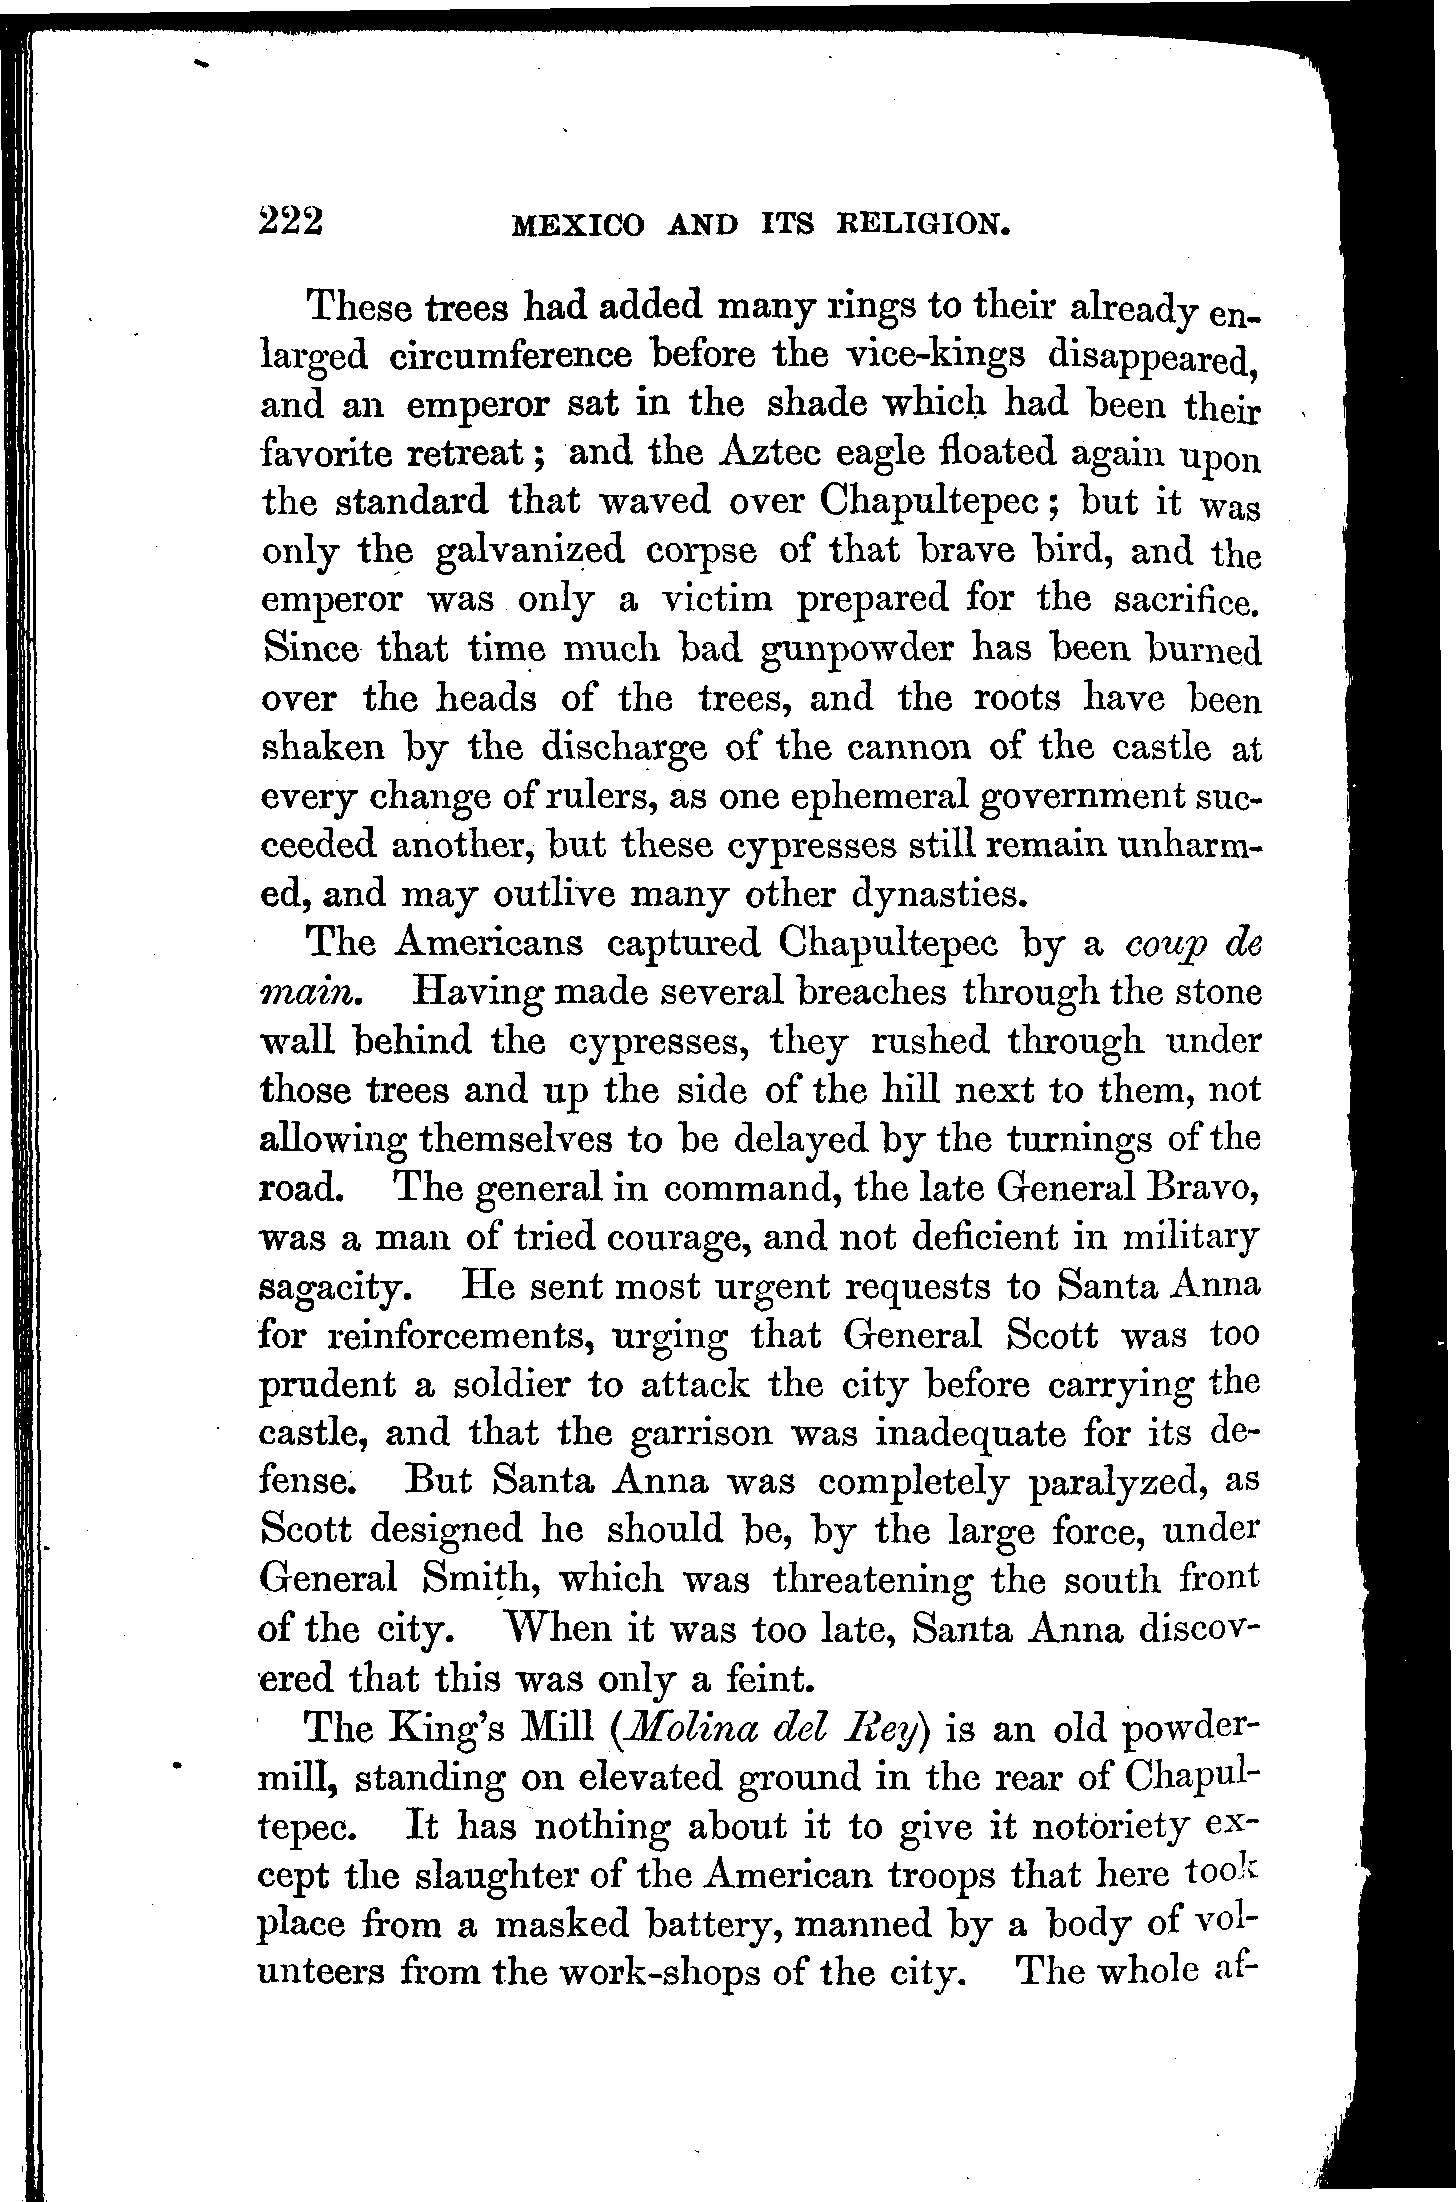 222 MEXICO AND ITS RELIGION.
These trees had added many rings to their already en-
larged circumference before the vice-kings disappeared,
and an emperor sat in the shade which had been their
favorite retreat; and the Aztec eagle floated again upon
the standard that waved over Chapultepec; but it was
only the galvanized corpse of that brave bird, and the
emperor was only a victim prepared for the sacrifice.
Since that time much bad gunpowder has been burned
over the heads of the trees, and the roots have been
shaken by the discharge of the cannon of the castle at
every change of rulers, as one ephemeral government suc-
ceeded another, but these cypresses still remain unharm-
ed, and may outlive many other dynasties.
The Americans captured Chapultepec by a coup de
main. Having made several breaches through the stone
wall behind the cypresses, they rushed through under
those trees and up the side of the hill next to them, not
allowing themselves to be delayed by the turnings of the
road. The general in command, the late General Bravo,
was a man of tried courage, and not deficient in military
sagacity. He sent most urgent requests to Santa Anna
for reinforcements, urging that General Scott was too
prudent a soldier to attack the city before carrying the
castle, and that the garrison was inadequate for its de-
fense. But Santa Anna was completely paralyzed, as
Scott designed he should be, by the large force, under
General Smith, which was threatening the south front
of the city. When it was too late, Santa Anna discov-
ered that this was only a feint.
The King's Mill (Molina del Rey) is an old powder-
mill, standing on elevated ground in the rear of Chapul-
tepec. It has nothing about it to give it notoriety ex-
cept the slaughter of the American troops that here took
place from a masked battery, manned by a body of vol-
unteers from the work-shops of the city. The whole af-